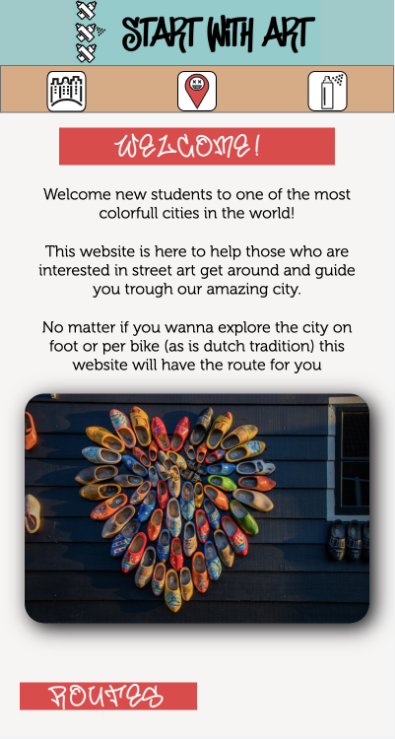 START WITH ART
WELCOME!
Welcome new students to one of the most
colorfull cities in the world!
This website is here to help those who are
interested in street art get around and guide
you trough our amazing city.
No matter if you wanna explore the city on
foot or per bike (as is dutch tradition) this
website will have the route for you
ROUTES